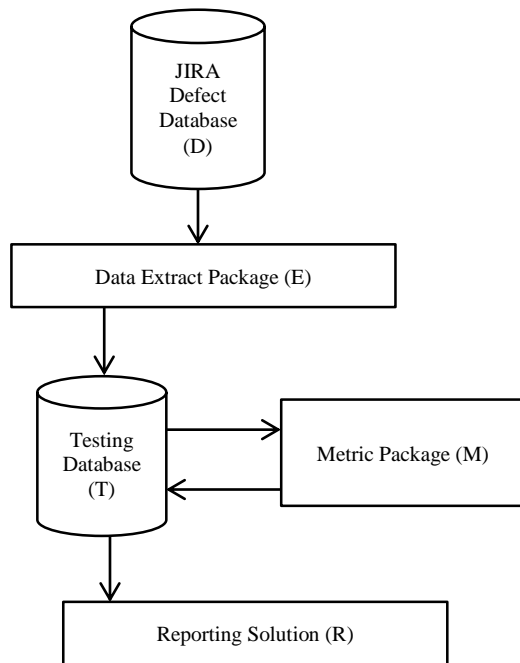 JIRA
Defect
Database
(D)
Data Extract Package (E)
Testing
Database
(T)
Metric Package (M)
Reporting Solution (R)